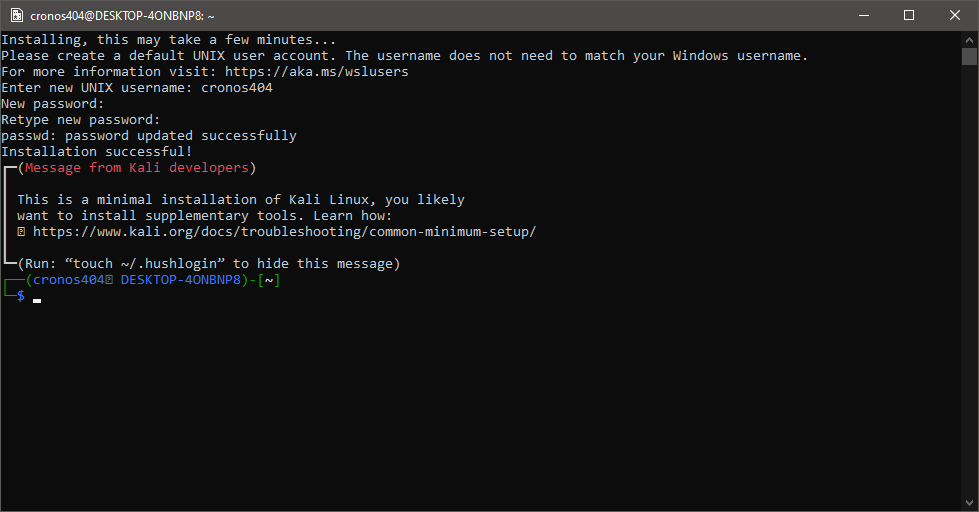 cronos404@DESKTOP-4ONBNP8: ~
Installing, this may take a few minutes...
Please create a default UNIX user account. The username does not need to match your Windows username.
For more information visit: https://aka.ms/wslusers
Enter new UNIX username: cronos404
New password:
Retype new password:
passwd: password updated successfully
Installation successful!
┏━(Message from Kali developers)
┃
┃ This is a minimal installation of Kali Linux, you likely
┃ want to install supplementary tools. Learn how:
┃ ⍰ https://www.kali.org/docs/troubleshooting/common-minimum-setup/
┃
┗━(Run: “touch ~/.hushlogin” to hide this message)
┌──(cronos404⍰ DESKTOP-4ONBNP8)-[~]
└─$